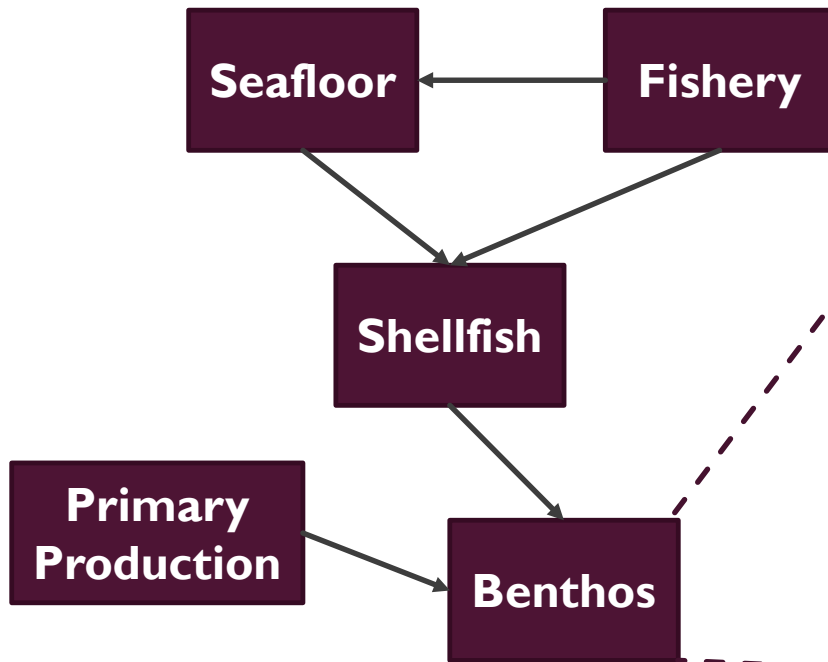 Seafloor
Fishery
Shellfish
Primary
Production
Benthos